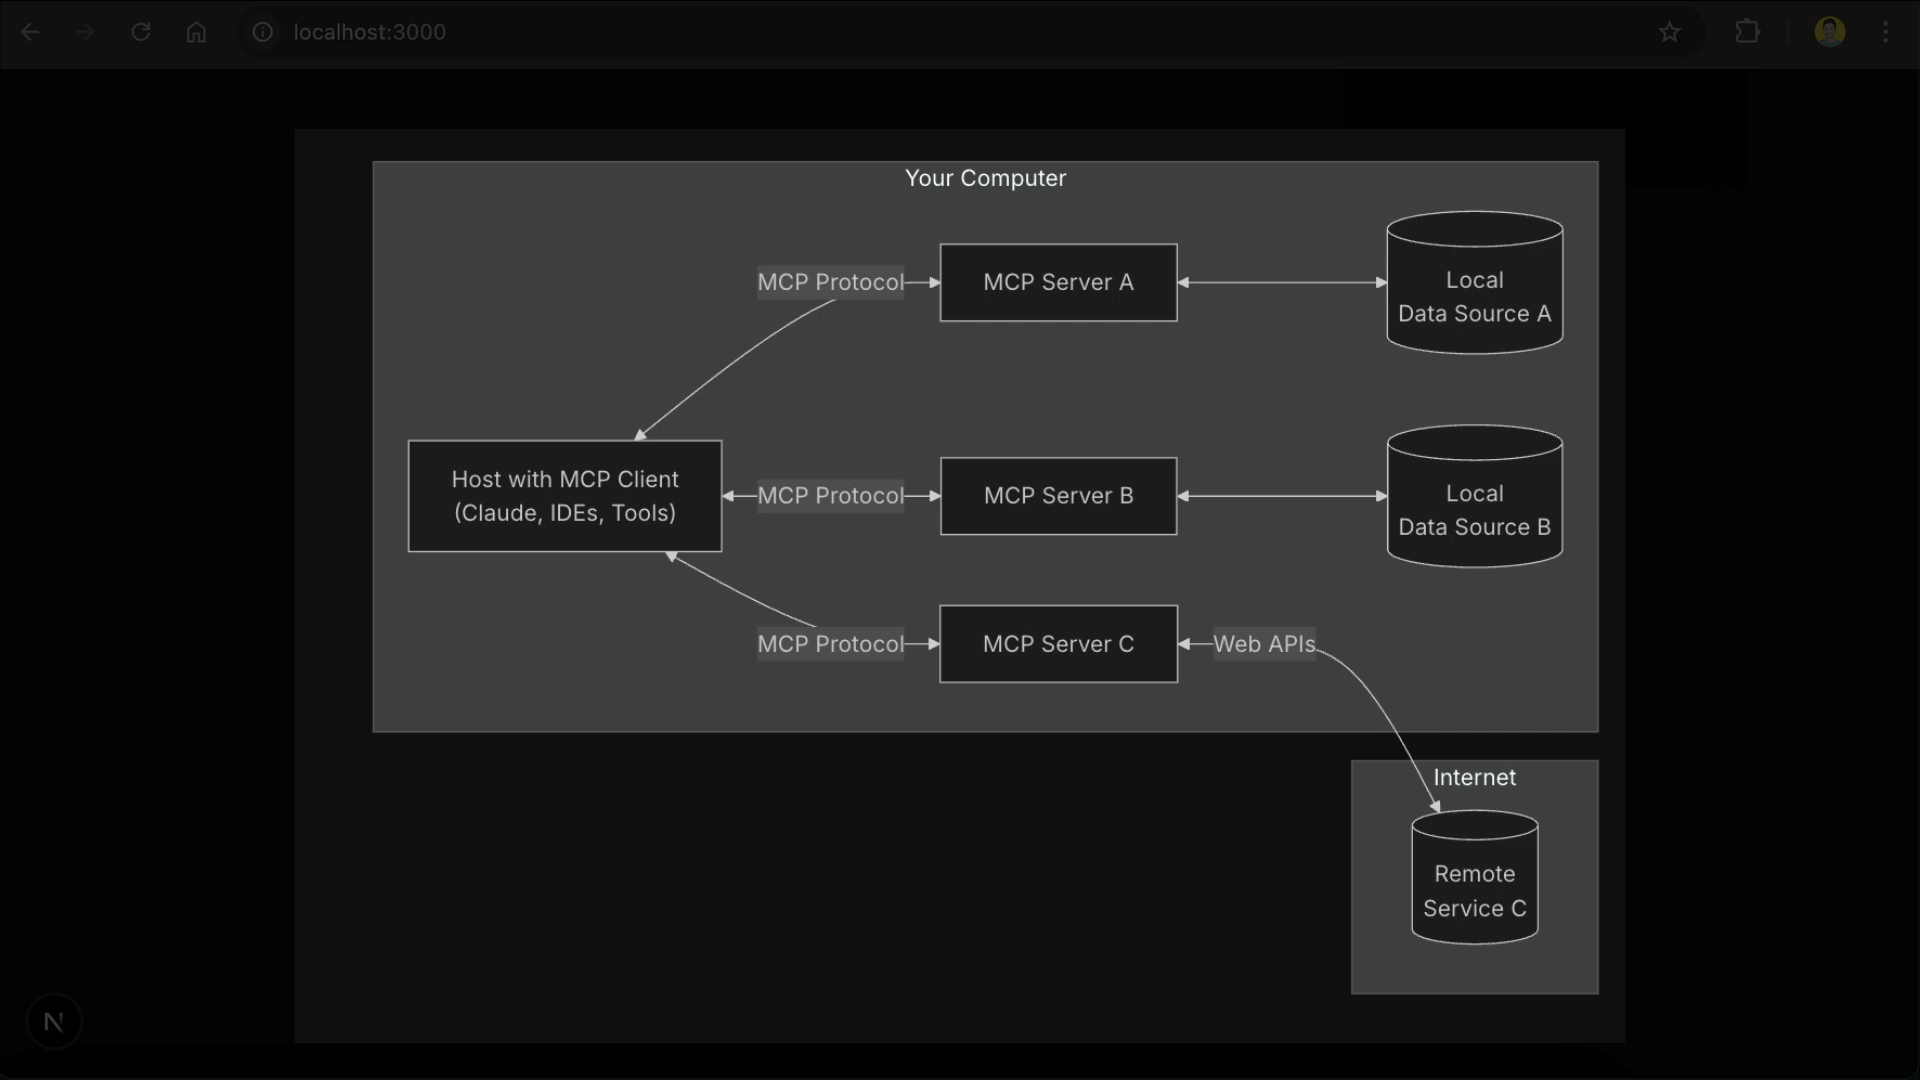 localhost:3000
Your Computer
MCP Protocol
MCP Server A
Local
Data Source A
Host with MCP Client
(Claude, IDEs, Tools)
MCP Protocol
MCP Server B
Local
Data Source B
MCP Protocol
MCP Server C
Web APIs
Internet
Remote
Service C
N